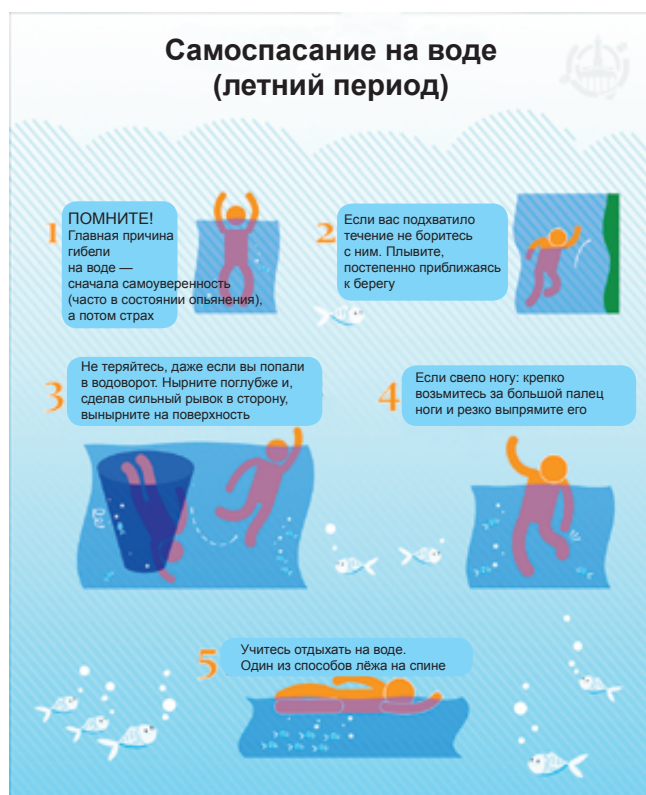 Самоспасание на воде
(летний период)
1
ПОМНИТЕ!
Главная причина
гибели
на воде —
сначала самоуверенность
(часто в состоянии опьянения),
а потом страх
2
Если вас подхватило
течение не боритесь
с ним. Плывите,
постепенно приближаясь
к берегу
3
Не теряйтесь, даже если вы попали
в водоворот. Нырните поглубже и,
сделав сильный рывок в сторону,
вынырните на поверхность
4
Если свело ногу: крепко
возьмитесь за большой палец
ноги и резко выпрямите его
5
Учитесь отдыхать на воде.
Один из способов лёжа на спине